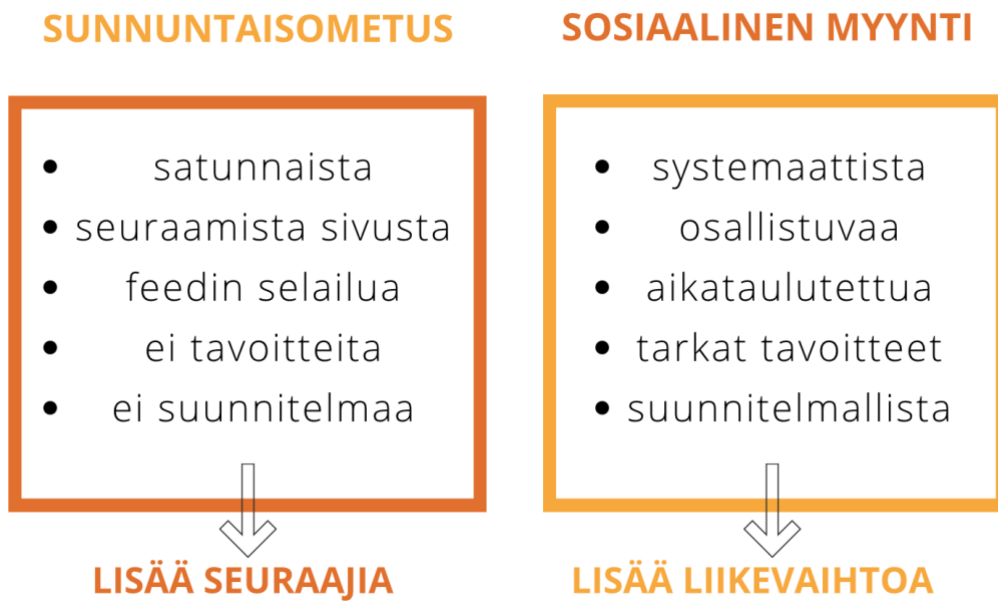 SUNNUNTAISOMETUS
• satunnaista
• seuraamista sivusta
• feedin selailua
• ei tavoitteita
• ei suunnitelmaa
LISÄÄ SEURAAJIA
SOSIAALINEN MYYNTI
• systemaattista
• osallistuvaa
• aikataulutettua
• tarkat tavoitteet
• suunnitelmallista
LISÄÄ LIIKEVAIHTOA